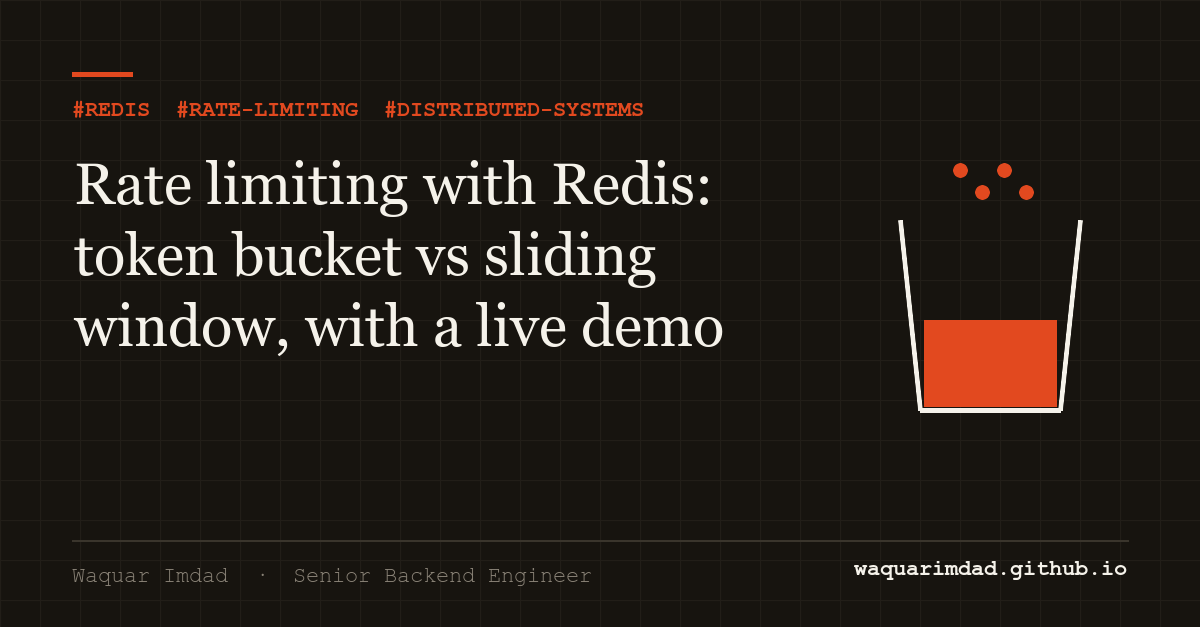 #REDIS #RATE-LIMITING #DISTRIBUTED-SYSTEMS
Rate limiting with Redis:
token bucket vs sliding
window, with a live demo
Waquar Imdad · Senior Backend Engineer
waquarimdad.github.io